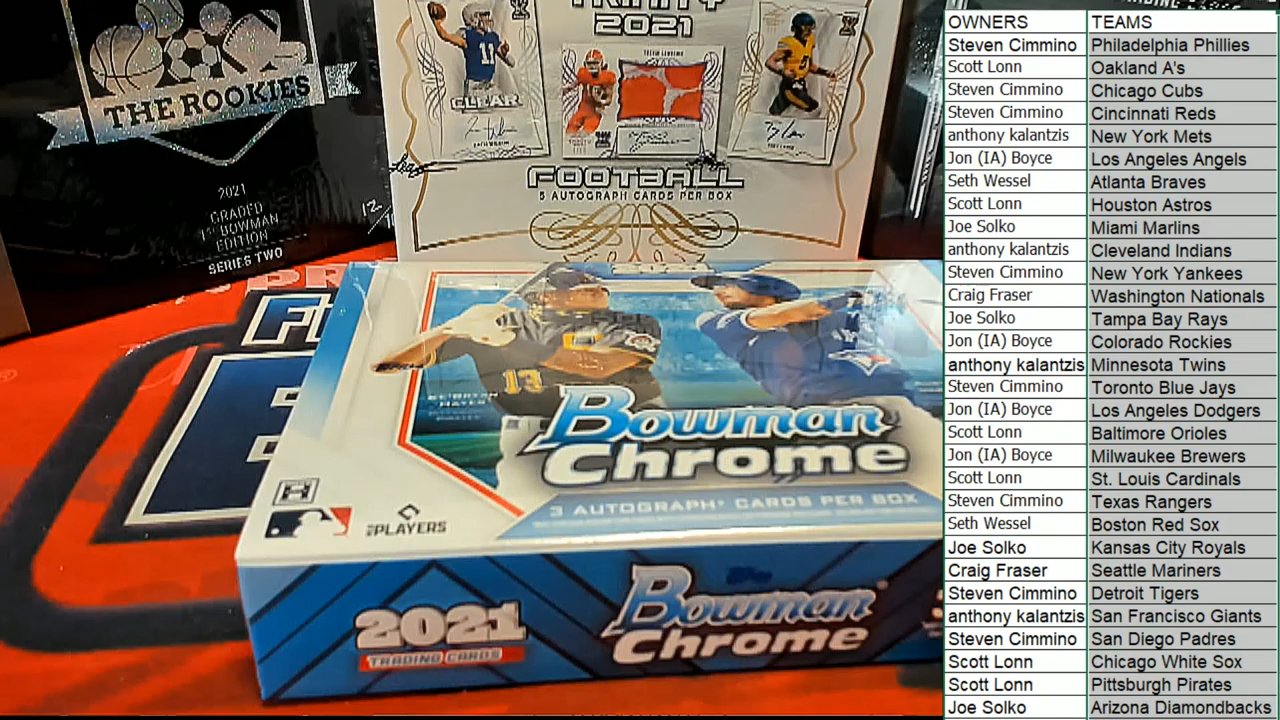 THE ROOKIES
2021
GRADED
1ST BOWMAN
EDITION
SERIES TWO
12
TRINITY
2021
11
CLEAR
FOOTBALL
5 AUTOGRAPH CARDS PER BOX
13
KE'BRYAN
HAYES
Bowman
Chrome
3 AUTOGRAPH* CARDS PER BOX
H
PLAYERS
2021
TRADING CARDS
Topps
Bowman
Chrome
OWNERS TEAMS
Steven Cimmino Philadelphia Phillies
Scott Lonn Oakland A's
Steven Cimmino Chicago Cubs
Steven Cimmino Cincinnati Reds
anthony kalantzis New York Mets
Jon (IA) Boyce Los Angeles Angels
Seth Wessel Atlanta Braves
Scott Lonn Houston Astros
Joe Solko Miami Marlins
anthony kalantzis Cleveland Indians
Steven Cimmino New York Yankees
Craig Fraser Washington Nationals
Joe Solko Tampa Bay Rays
Jon (IA) Boyce Colorado Rockies
anthony kalantzis Minnesota Twins
Steven Cimmino Toronto Blue Jays
Jon (IA) Boyce Los Angeles Dodgers
Scott Lonn Baltimore Orioles
Jon (IA) Boyce Milwaukee Brewers
Scott Lonn St. Louis Cardinals
Steven Cimmino Texas Rangers
Seth Wessel Boston Red Sox
Joe Solko Kansas City Royals
Craig Fraser Seattle Mariners
Steven Cimmino Detroit Tigers
anthony kalantzis San Francisco Giants
Steven Cimmino San Diego Padres
Scott Lonn Chicago White Sox
Scott Lonn Pittsburgh Pirates
Joe Solko Arizona Diamondbacks